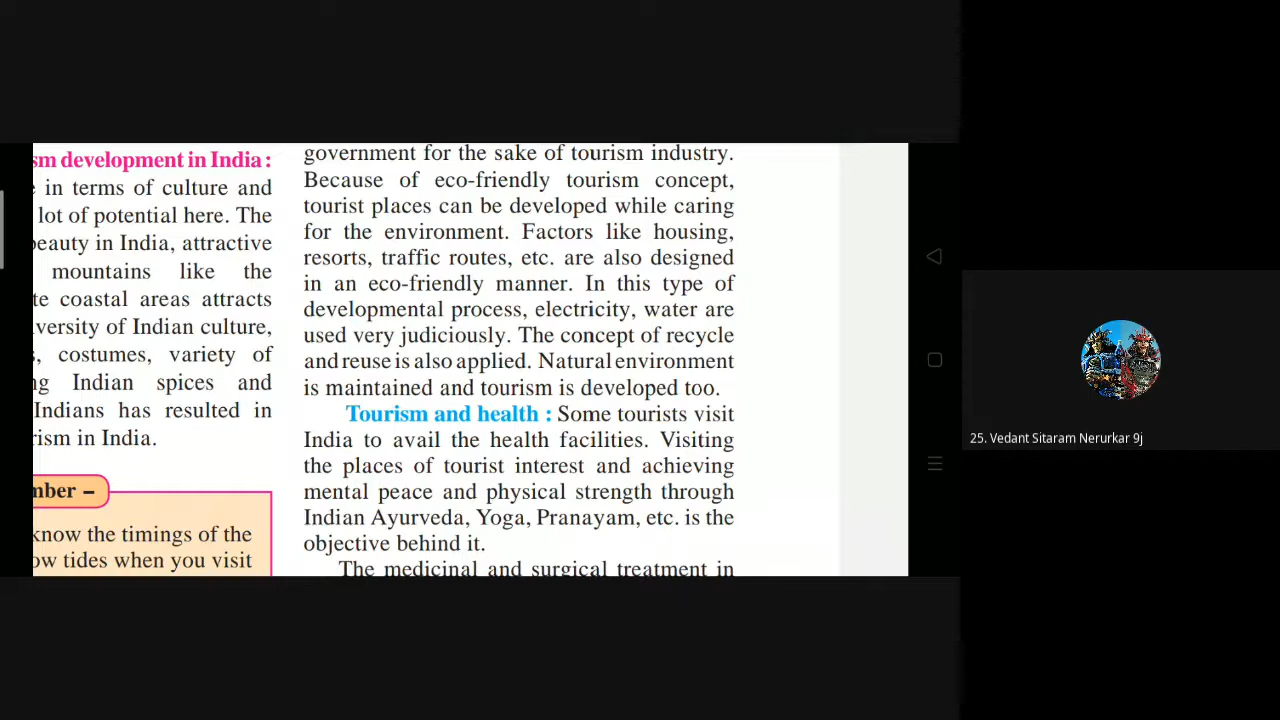 sm development in India :
in terms of culture and
lot of potential here. The
beauty in India, attractive
mountains like the
te coastal areas attracts
versity of Indian culture,
s, costumes, variety of
ng Indian spices and
Indians has resulted in
rism in India.
mber –
know the timings of the
ow tides when you visit
government for the sake of tourism industry.
Because of eco-friendly tourism concept,
tourist places can be developed while caring
for the environment. Factors like housing,
resorts, traffic routes, etc. are also designed
in an eco-friendly manner. In this type of
developmental process, electricity, water are
used very judiciously. The concept of recycle
and reuse is also applied. Natural environment
is maintained and tourism is developed too.
Tourism and health : Some tourists visit
India to avail the health facilities. Visiting
the places of tourist interest and achieving
mental peace and physical strength through
Indian Ayurveda, Yoga, Pranayam, etc. is the
objective behind it.
The medicinal and surgical treatment in
25. Vedant Sitaram Nerurkar 9j